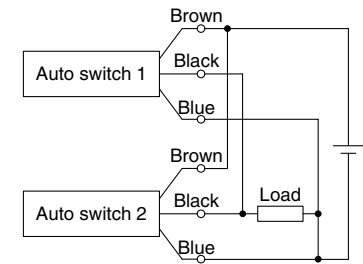 Brown
Auto switch 1
Black
Blue
Brown
Auto switch 2
Black
Load
Blue